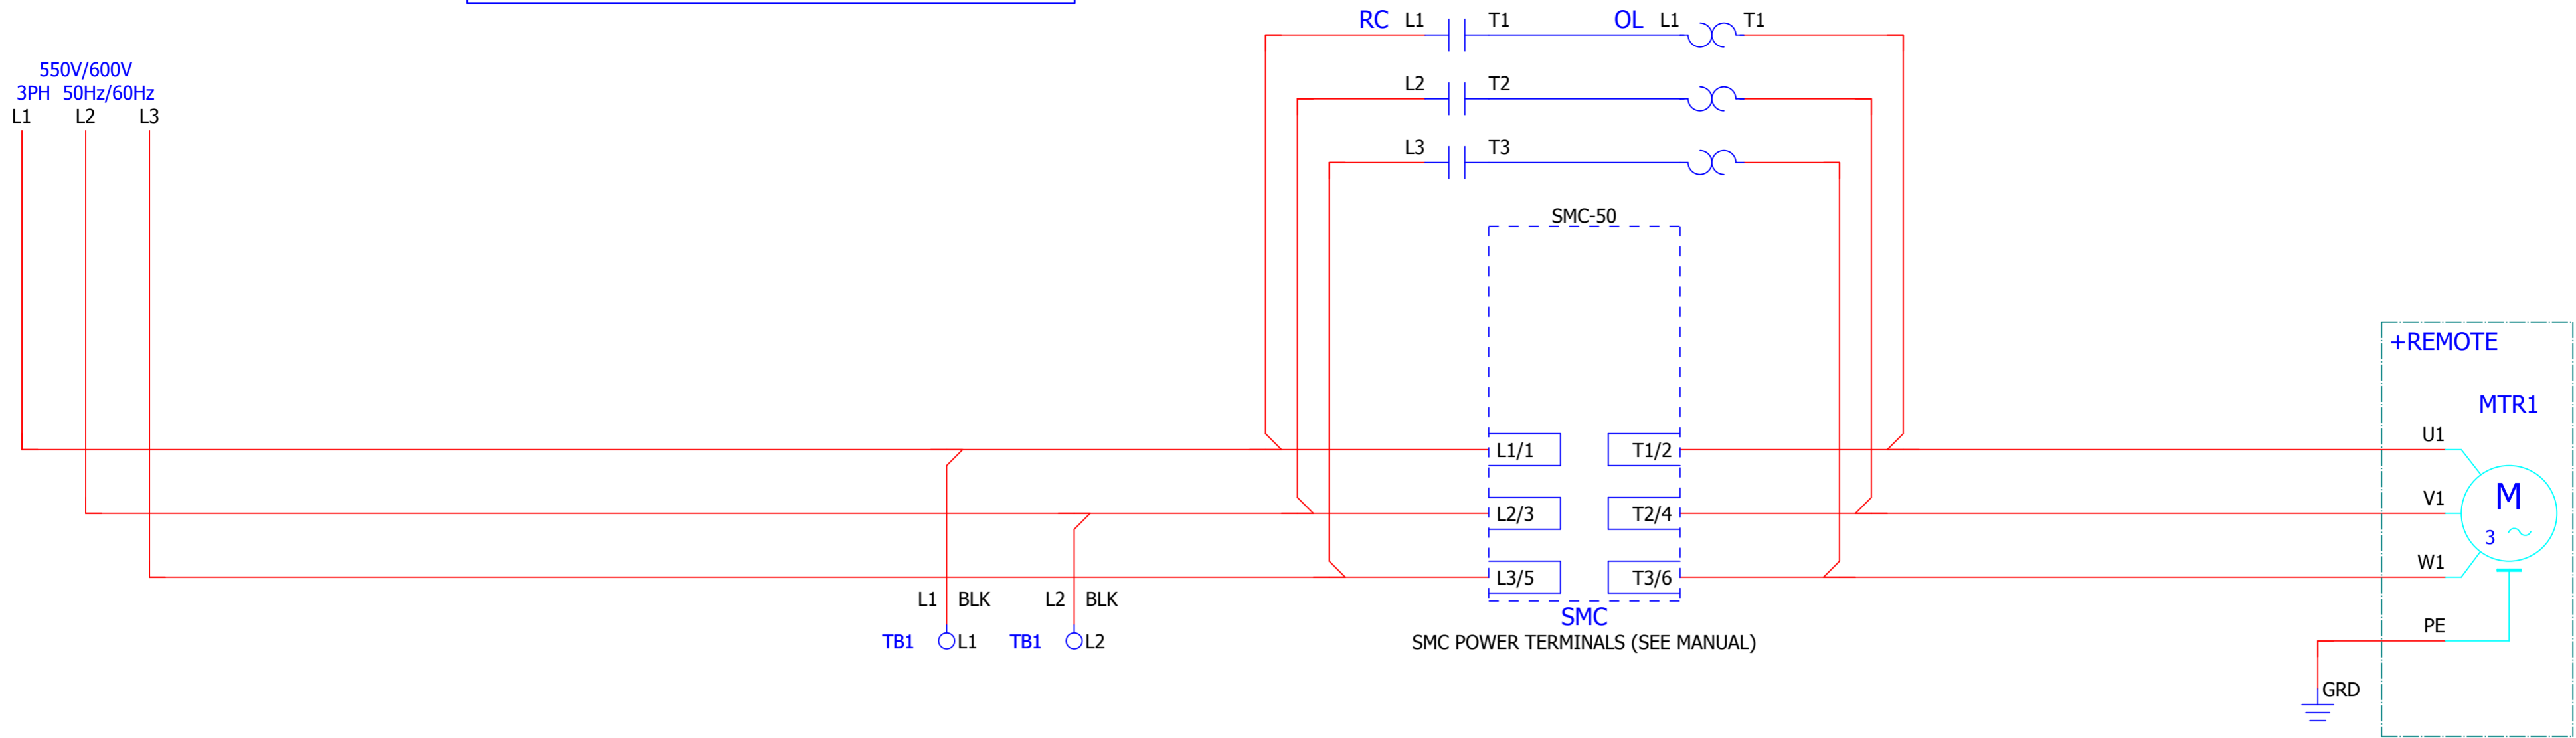 RC L1 T1 OL L1 T1
550V/600V
L2 T2
3PH 50Hz/60Hz
L1 L2 L3
L3 T3
SMC-50
+REMOTE
MTR1
U1
L1/1 T1/2
V1
M
L2/3 T2/4
3
W1
L3/5 T3/6
L1 BLK L2 BLK
SMC
PE
TB1 L1 TB1 L2
SMC POWER TERMINALS (SEE MANUAL)
GRD